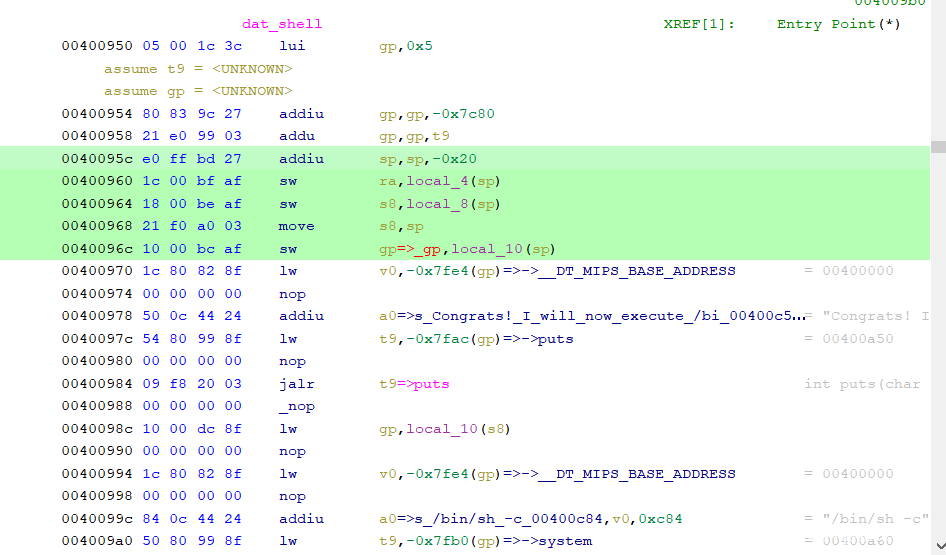 004009b0
dat_shell XREF[1]: Entry Point(*)
00400950 05 00 1c 3c lui gp,0x5
assume t9 = <UNKNOWN>
assume gp = <UNKNOWN>
00400954 80 83 9c 27 addiu gp,gp,-0x7c80
00400958 21 e0 99 03 addu gp,gp,t9
0040095c e0 ff bd 27 addiu sp,sp,-0x20
00400960 1c 00 bf af sw ra,local_4(sp)
00400964 18 00 be af sw s8,local_8(sp)
00400968 21 f0 a0 03 move s8,sp
0040096c 10 00 bc af sw gp=>_gp,local_10(sp)
00400970 1c 80 82 8f lw v0,-0x7fe4(gp)=>->__DT_MIPS_BASE_ADDRESS = 00400000
00400974 00 00 00 00 nop
00400978 50 0c 44 24 addiu a0=>s_Congrats!_I_will_now_execute_/bi_00400c5... = "Congrats! I
0040097c 54 80 99 8f lw t9,-0x7fac(gp)=>->puts = 00400a50
00400980 00 00 00 00 nop
00400984 09 f8 20 03 jalr t9=>puts int puts(char
00400988 00 00 00 00 _nop
0040098c 10 00 dc 8f lw gp,local_10(s8)
00400990 00 00 00 00 nop
00400994 1c 80 82 8f lw v0,-0x7fe4(gp)=>->__DT_MIPS_BASE_ADDRESS = 00400000
00400998 00 00 00 00 nop
0040099c 84 0c 44 24 addiu a0=>s_/bin/sh_-c_00400c84,v0,0xc84 = "/bin/sh -c"
004009a0 50 80 99 8f lw t9,-0x7fb0(gp)=>->system = 00400a60